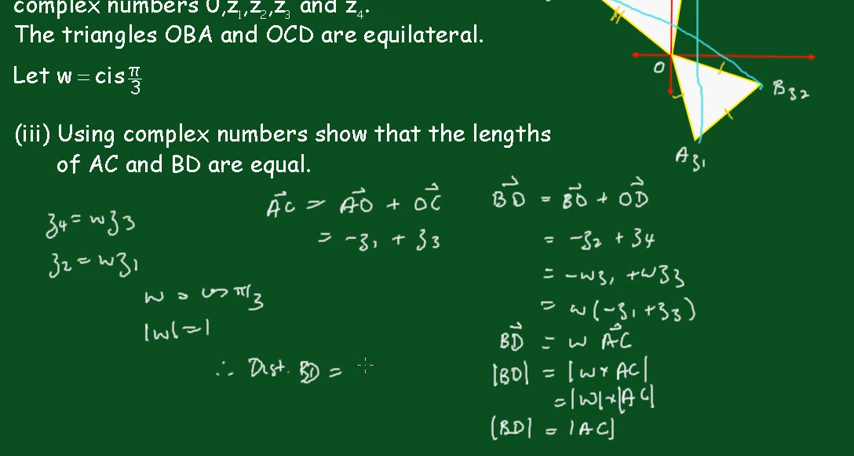 complex numbers 0,z₁,z₂,z₃ and z₄.
The triangles OBA and OCD are equilateral.
Let w = cis π/3
(iii) Using complex numbers show that the lengths
of AC and BD are equal.
O
B z₂
A z₁
z₄ = w z₃
z₂ = w z₁
w = cis π/3
|w| = 1
AC→ = AO→ + OC→
= -z₁ + z₃
BD→ = BO→ + OD→
= -z₂ + z₄
= -wz₁ + wz₃
= w(-z₁ + z₃)
BD→ = w AC→
|BD| = |w × AC|
= |w| × |AC|
|BD| = |AC|
∴ Dist. BD =